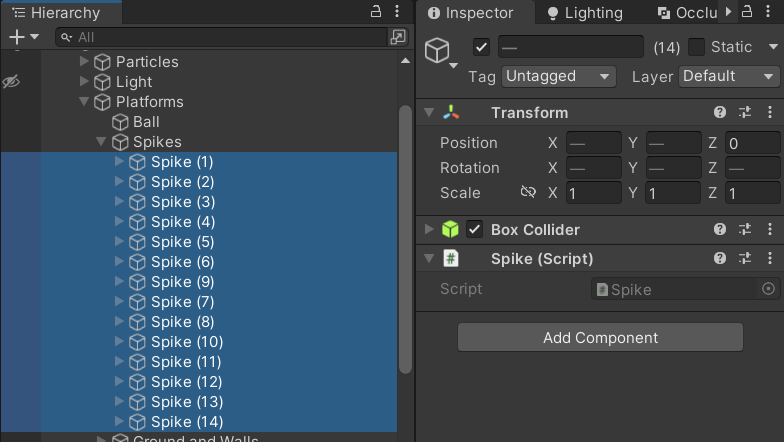 Hierarchy
All
Particles
Light
Platforms
Ball
Spikes
Spike (1)
Spike (2)
Spike (3)
Spike (4)
Spike (5)
Spike (6)
Spike (9)
Spike (7)
Spike (8)
Spike (10)
Spike (11)
Spike (12)
Spike (13)
Spike (14)
Ground and Walls
Inspector Lighting Occlu
— (14) Static
Tag Untagged Layer Default
Transform
Position X — Y — Z 0
Rotation X — Y — Z —
Scale X 1 Y 1 Z 1
Box Collider
# Spike (Script)
Script # Spike
Add Component